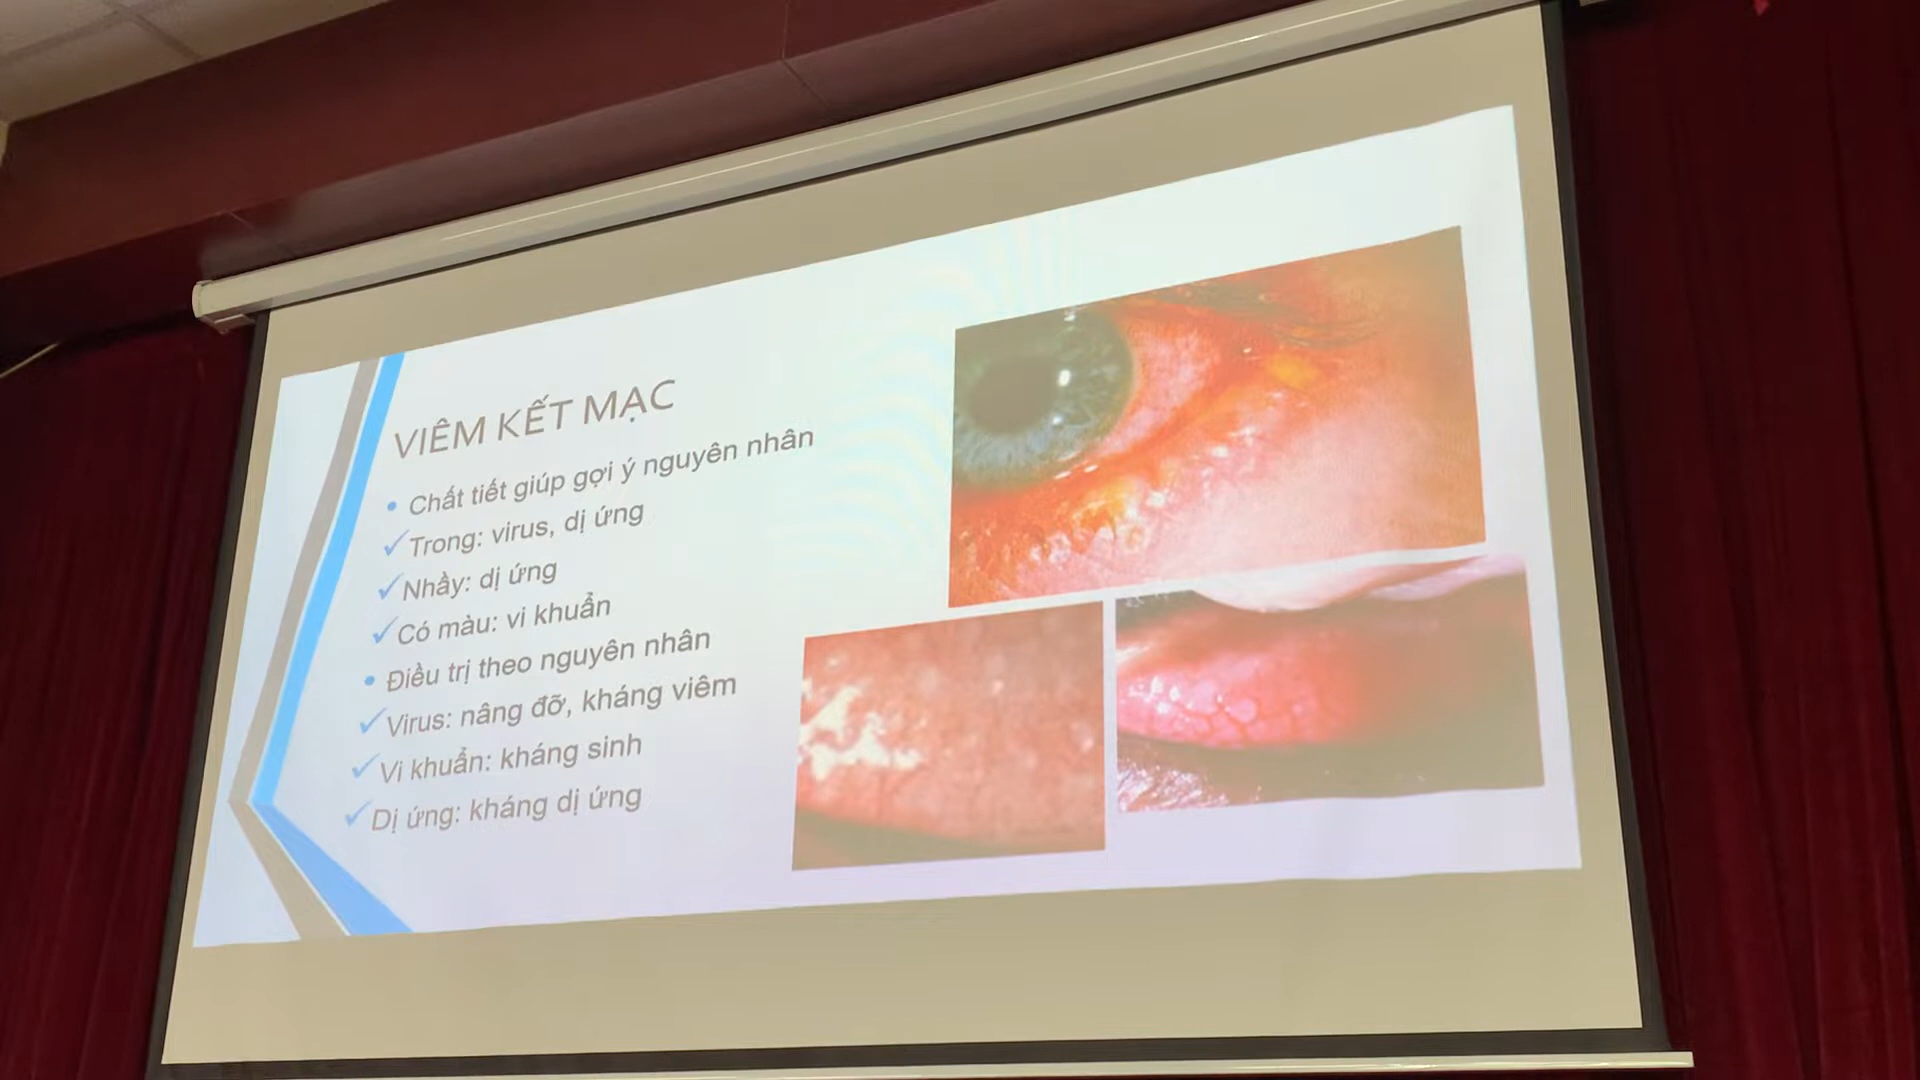 VIÊM KẾT MẠC
• Chất tiết giúp gợi ý nguyên nhân
✓ Trong: virus, dị ứng
✓ Nhầy: dị ứng
✓ Có màu: vi khuẩn
• Điều trị theo nguyên nhân
✓ Virus: nâng đỡ, kháng viêm
✓ Vi khuẩn: kháng sinh
✓ Dị ứng: kháng dị ứng